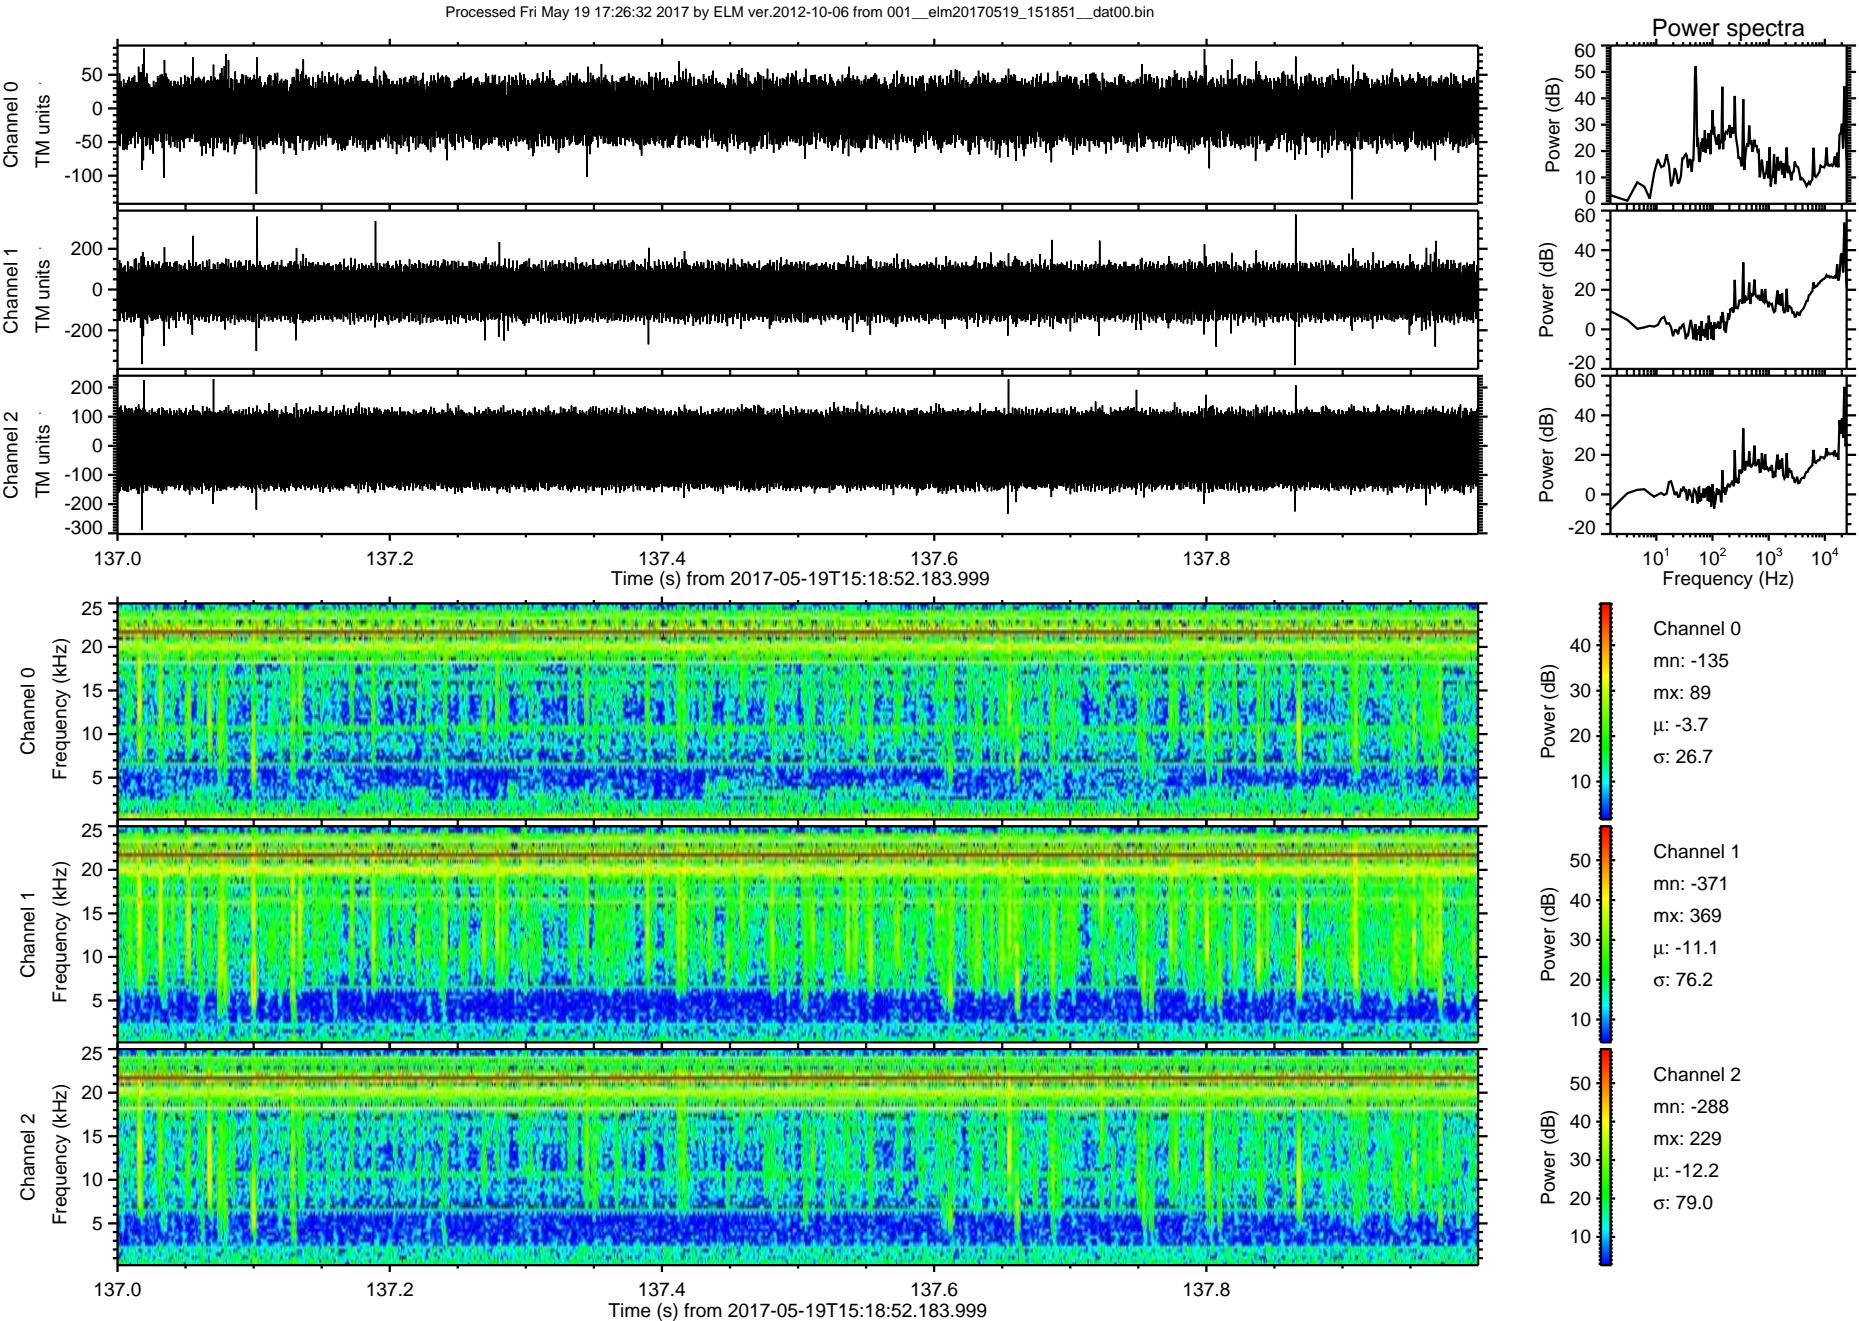 Processed Fri May 19 17:26:32 2017 by ELM ver.2012-10-06 from 001__elm20170519_151851__dat00.bin
Power spectra
Channel 0
TM units
50
0
-50
-100
Power (dB)
60
50
40
30
20
10
0
Channel 1
TM units
200
0
-200
Power (dB)
60
40
20
0
-20
Channel 2
TM units
200
100
0
-100
-200
-300
Power (dB)
60
40
20
0
-20
137.0 137.2 137.4 137.6 137.8
Time (s) from 2017-05-19T15:18:52.183.999
10^1 10^2 10^3 10^4
Frequency (Hz)
Channel 0
Frequency (kHz)
25
20
15
10
5
Power (dB)
40
30
20
10
Channel 0
mn: -135
mx: 89
μ: -3.7
σ: 26.7
Channel 1
Frequency (kHz)
25
20
15
10
5
Power (dB)
50
40
30
20
10
Channel 1
mn: -371
mx: 369
μ: -11.1
σ: 76.2
Channel 2
Frequency (kHz)
25
20
15
10
5
Power (dB)
50
40
30
20
10
Channel 2
mn: -288
mx: 229
μ: -12.2
σ: 79.0
137.0 137.2 137.4 137.6 137.8
Time (s) from 2017-05-19T15:18:52.183.999